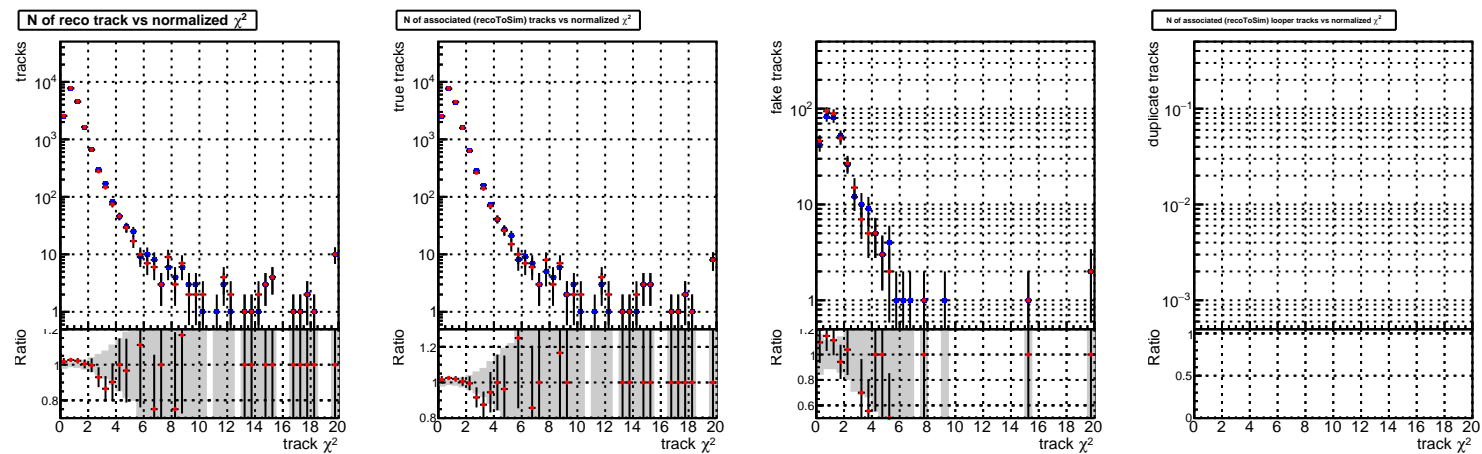 N of reco track vs normalized χ²
tracks
10⁴
10³
10²
10
1
Ratio
1.2
1
0.8
0 2 4 6 8 10 12 14 16 18 20
track χ²
N of associated (recoToSim) tracks vs normalized χ²
true tracks
10⁴
10³
10²
10
1
Ratio
1.2
1
0.8
0 2 4 6 8 10 12 14 16 18 20
track χ²
fake tracks
10²
10
1
Ratio
1.2
1
0.8
0.6
0 2 4 6 8 10 12 14 16 18 20
track χ²
N of associated (recoToSim) looper tracks vs normalized χ²
duplicate tracks
10⁻¹
10⁻²
10⁻³
Ratio
1
0.5
0
0 2 4 6 8 10 12 14 16 18 20
track χ²